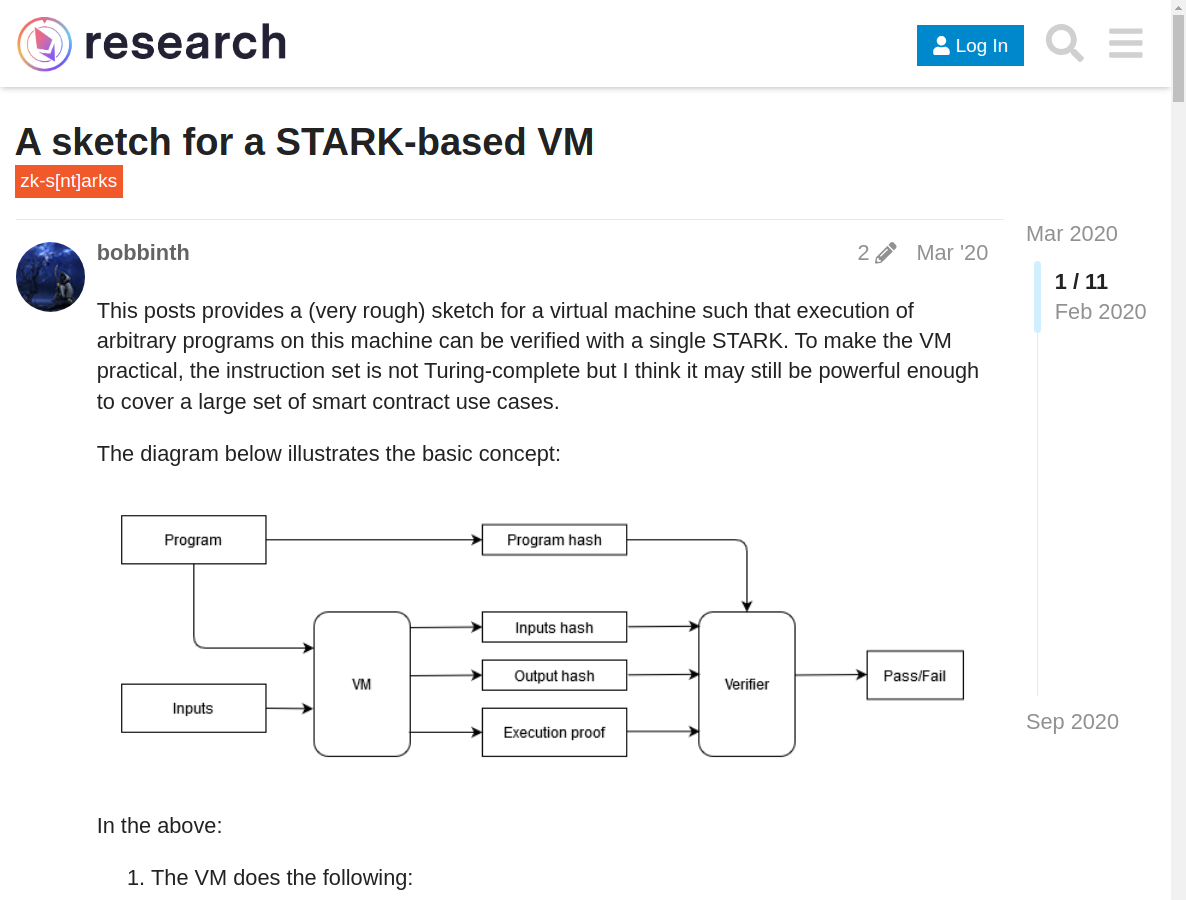 research
Log In
A sketch for a STARK-based VM
zk-s[nt]arks
bobbinth
2
Mar '20
This posts provides a (very rough) sketch for a virtual machine such that execution of
arbitrary programs on this machine can be verified with a single STARK. To make the VM
practical, the instruction set is not Turing-complete but I think it may still be powerful enough
to cover a large set of smart contract use cases.
The diagram below illustrates the basic concept:
Program
Program hash
Inputs hash
VM
Output hash
Verifier
Pass/Fail
Inputs
Execution proof
In the above:
1. The VM does the following:
Mar 2020
1 / 11
Feb 2020
Sep 2020